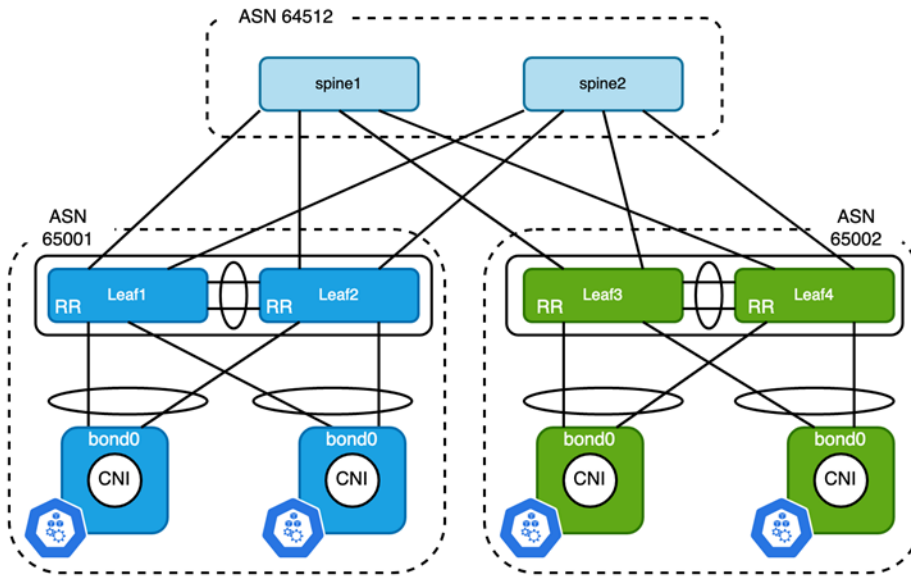 ASN 64512
spine1
spine2
ASN
65001
ASN
65002
Leaf1
RR
Leaf2
RR
Leaf3
RR
Leaf4
RR
bond0
CNI
bond0
CNI
bond0
CNI
bond0
CNI